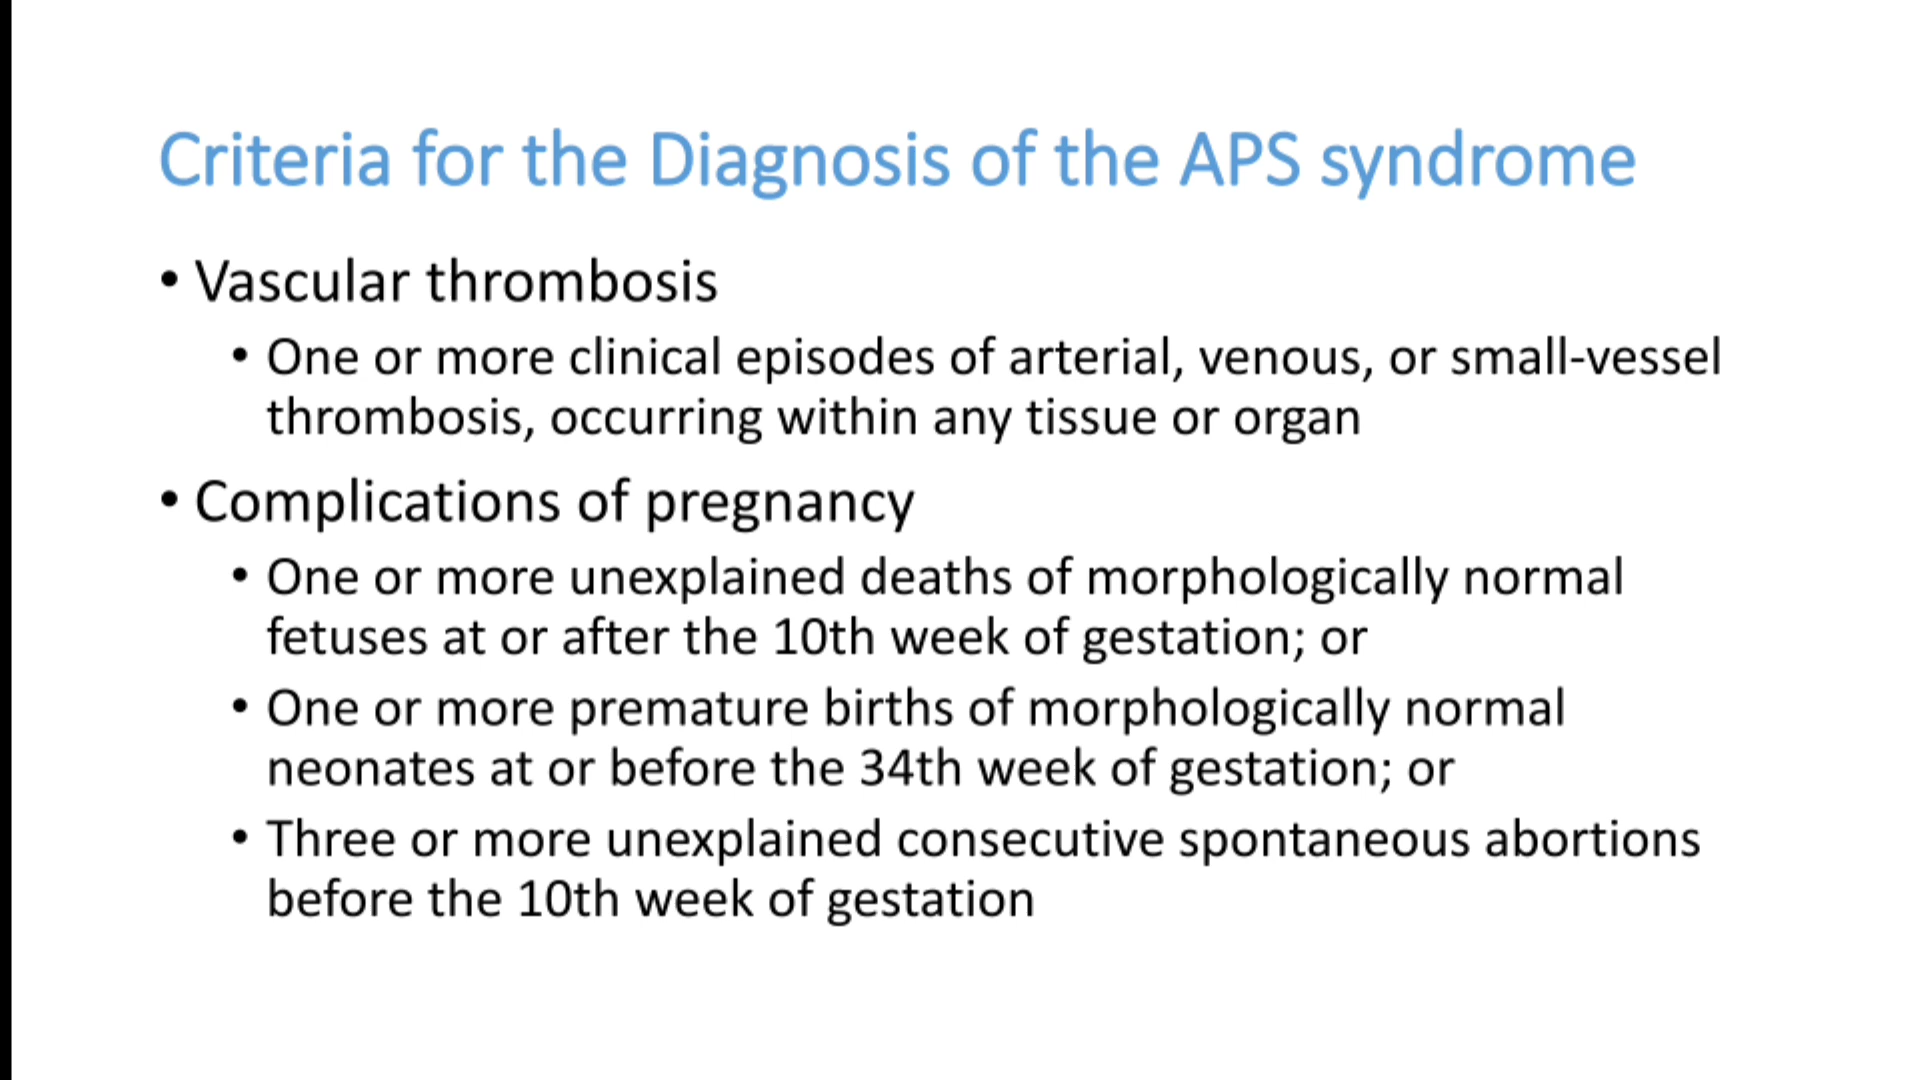 Criteria for the Diagnosis of the APS syndrome
• Vascular thrombosis
• One or more clinical episodes of arterial, venous, or small-vessel
thrombosis, occurring within any tissue or organ
• Complications of pregnancy
• One or more unexplained deaths of morphologically normal
fetuses at or after the 10th week of gestation; or
• One or more premature births of morphologically normal
neonates at or before the 34th week of gestation; or
• Three or more unexplained consecutive spontaneous abortions
before the 10th week of gestation